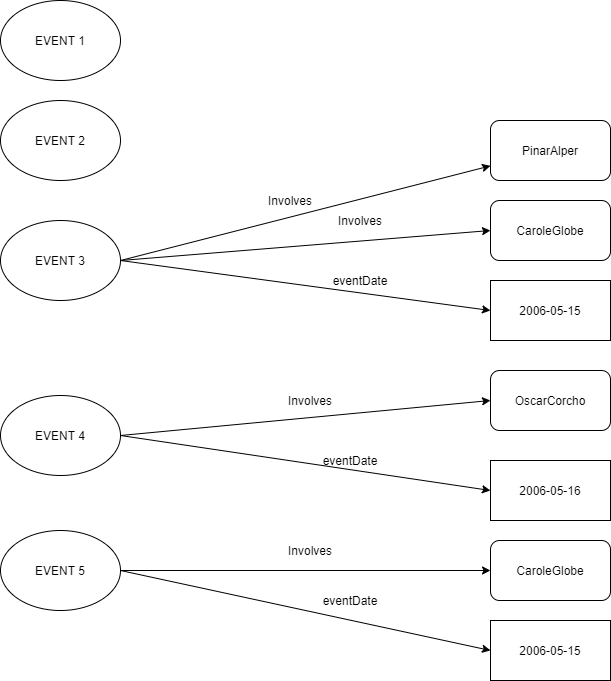 EVENT 1
EVENT 2
PinarAlper
Involves
Involves
CaroleGlobe
EVENT 3
eventDate
2006-05-15
Involves
OscarCorcho
EVENT 4
eventDate
2006-05-16
Involves
EVENT 5
CaroleGlobe
eventDate
2006-05-15